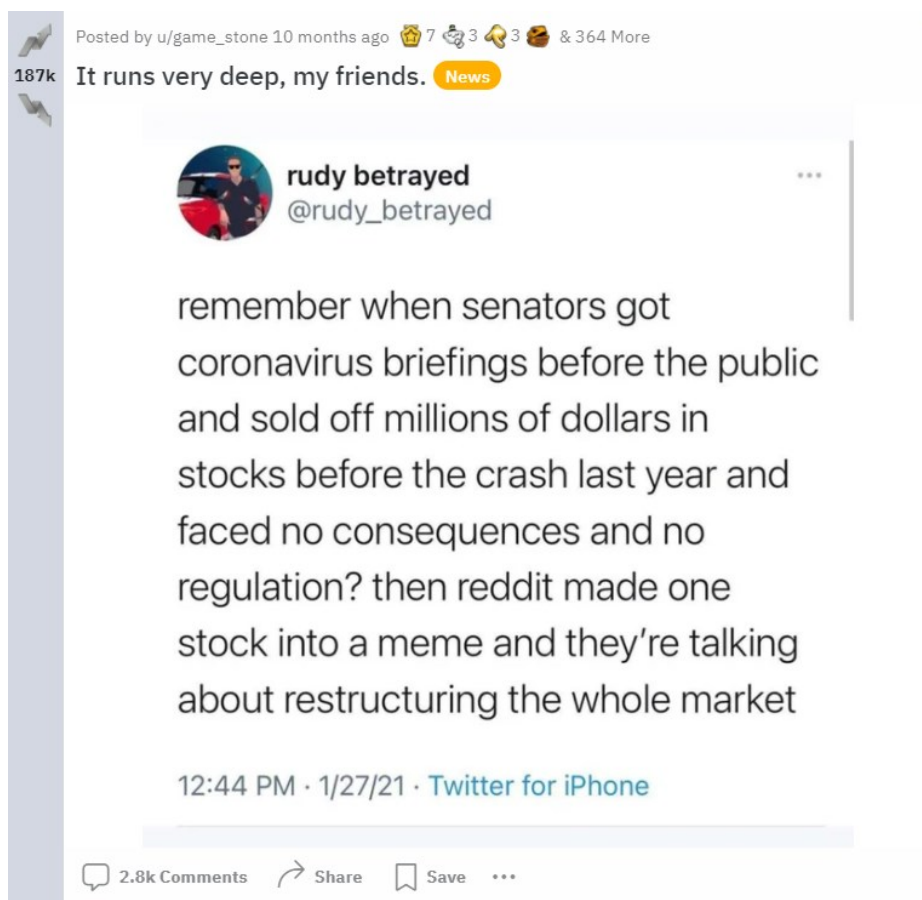 Posted by u/game_stone 10 months ago 7 3 3 & 364 More
187k It runs very deep, my friends. News
rudy betrayed
@rudy_betrayed
remember when senators got
coronavirus briefings before the public
and sold off millions of dollars in
stocks before the crash last year and
faced no consequences and no
regulation? then reddit made one
stock into a meme and they're talking
about restructuring the whole market
12:44 PM · 1/27/21 · Twitter for iPhone
2.8k Comments Share Save